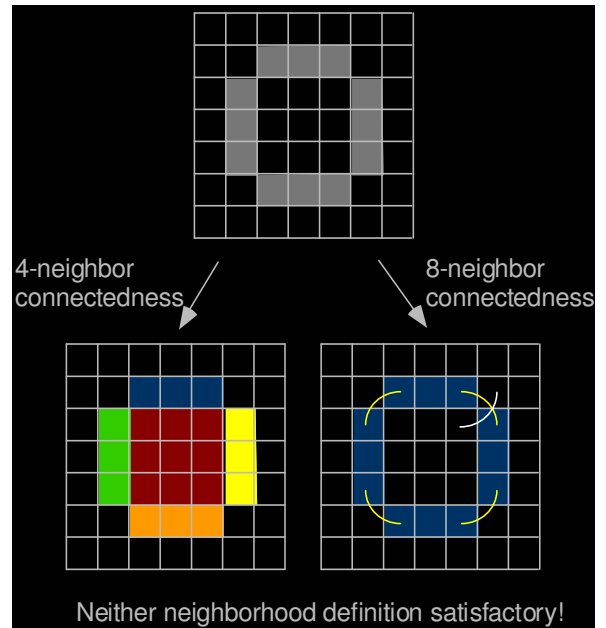 4-neighbor
connectedness
8-neighbor
connectedness
Neither neighborhood definition satisfactory!